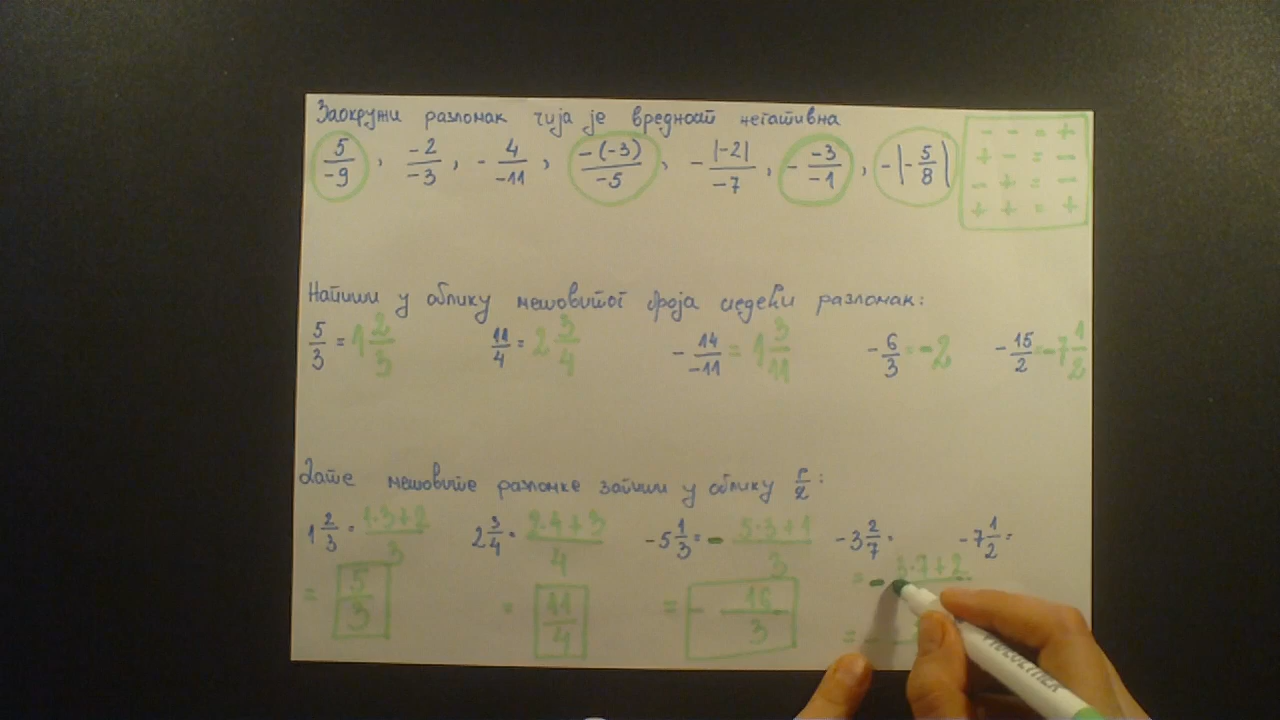 Заокружи разломак чија је вредност негативна
5/-9 , -2/-3 , - 4/-11 , -(-3)/-5 , - |-2|/-7 , - -3/-1 , -|- 5/8|
- - = +
+ - = -
- + = -
+ + = +
Напиши у облику мешовитог броја следећи разломак:
5/3 = 1 2/3 11/4 = 2 3/4 - 14/-11 = 1 3/11 - 6/3 = -2 - 15/2 = -7 1/2
Дате мешовите разломке запиши у облику
1 2/3 = 1·3+2/3 2 3/4 = 2·4+3/4 -5 1/3 = - 5·3+1/3 -3 2/7 = -7 1/2 =
= - 3·7+2
= 5/3 = 11/4 = - 16/3 = -